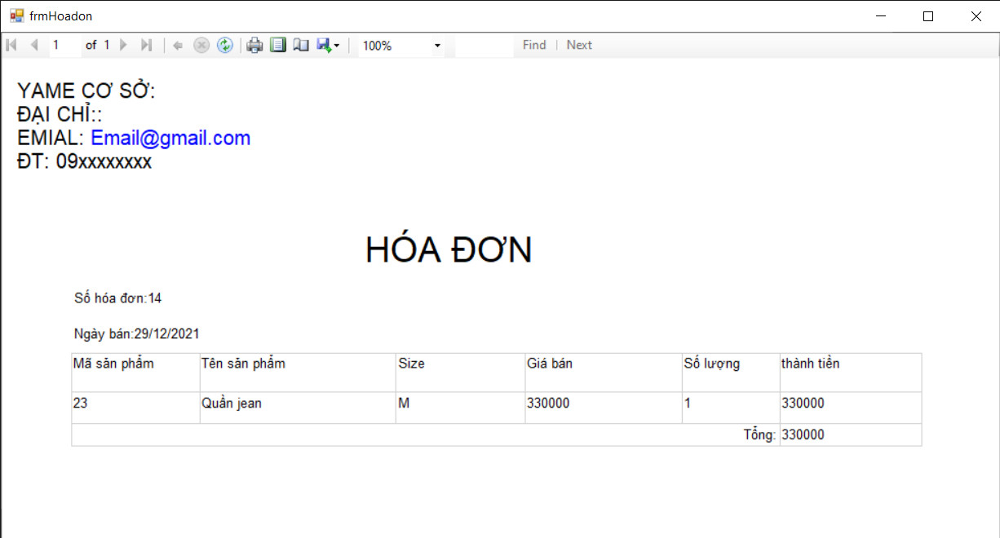 frmHoadon
1 of 1 100% Find Next
YAME CƠ SỞ:
ĐẠI CHỈ::
EMIAL: Email@gmail.com
ĐT: 09xxxxxxxx
HÓA ĐƠN
Số hóa đơn:14
Ngày bán:29/12/2021
Mã sản phẩm Tên sản phẩm Size Giá bán Số lượng thành tiền
23 Quần jean M 330000 1 330000
Tổng: 330000